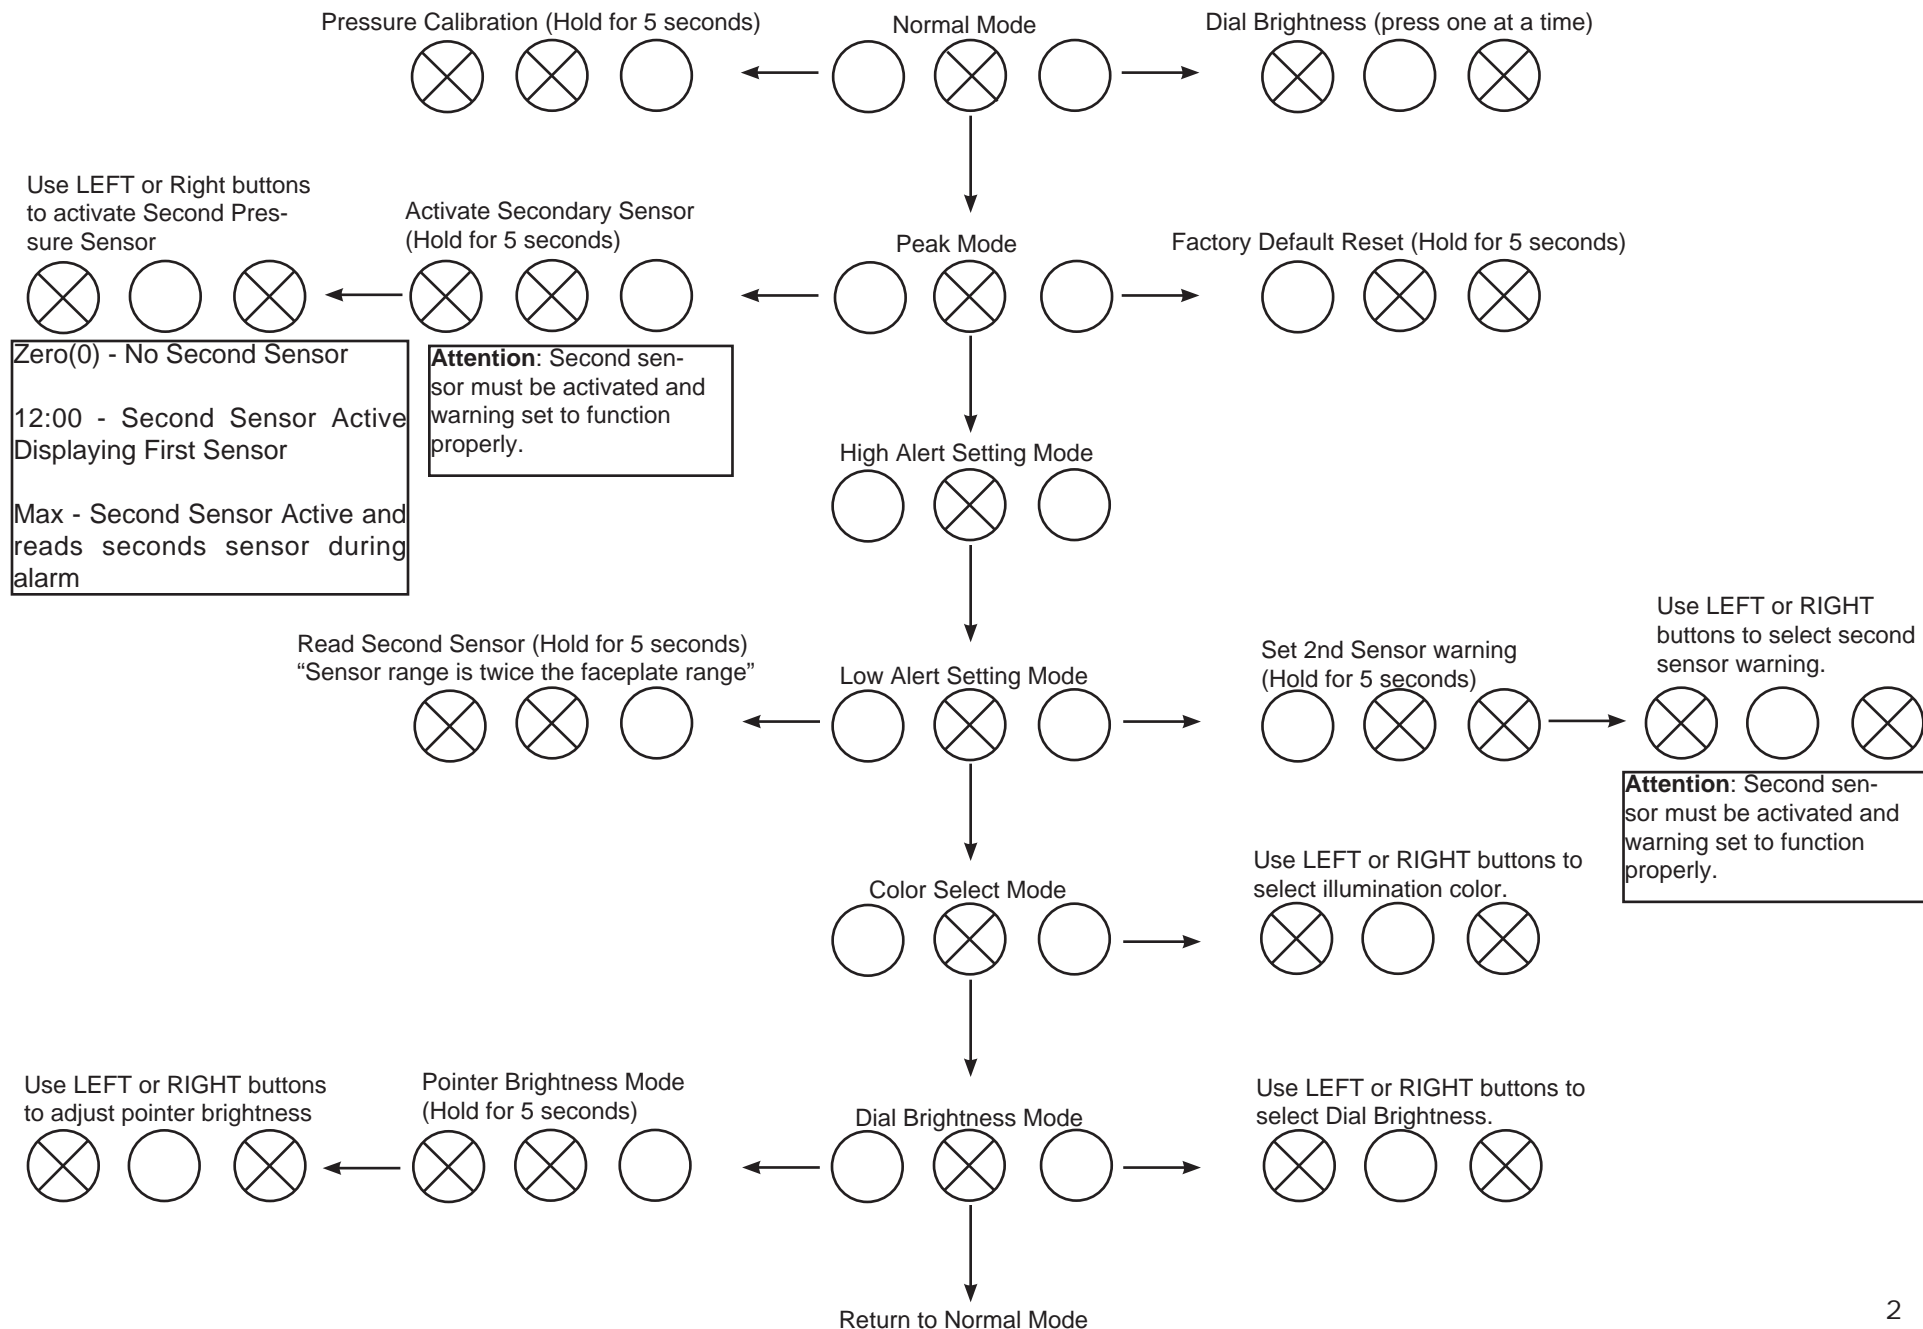 Pressure Calibration (Hold for 5 seconds)
Normal Mode
Dial Brightness (press one at a time)
Use LEFT or Right buttons
to activate Second Pres-
sure Sensor
Activate Secondary Sensor
(Hold for 5 seconds)
Peak Mode
Factory Default Reset (Hold for 5 seconds)
Zero(0) - No Second Sensor
12:00 - Second Sensor Active
Displaying First Sensor
Max - Second Sensor Active and
reads seconds sensor during
alarm
Attention: Second sen-
sor must be activated and
warning set to function
properly.
High Alert Setting Mode
Read Second Sensor (Hold for 5 seconds)
“Sensor range is twice the faceplate range”
Low Alert Setting Mode
Set 2nd Sensor warning
(Hold for 5 seconds)
Use LEFT or RIGHT
buttons to select second
sensor warning.
Attention: Second sen-
sor must be activated and
warning set to function
properly.
Color Select Mode
Use LEFT or RIGHT buttons to
select illumination color.
Use LEFT or RIGHT buttons
to adjust pointer brightness
Pointer Brightness Mode
(Hold for 5 seconds)
Dial Brightness Mode
Use LEFT or RIGHT buttons to
select Dial Brightness.
Return to Normal Mode
2